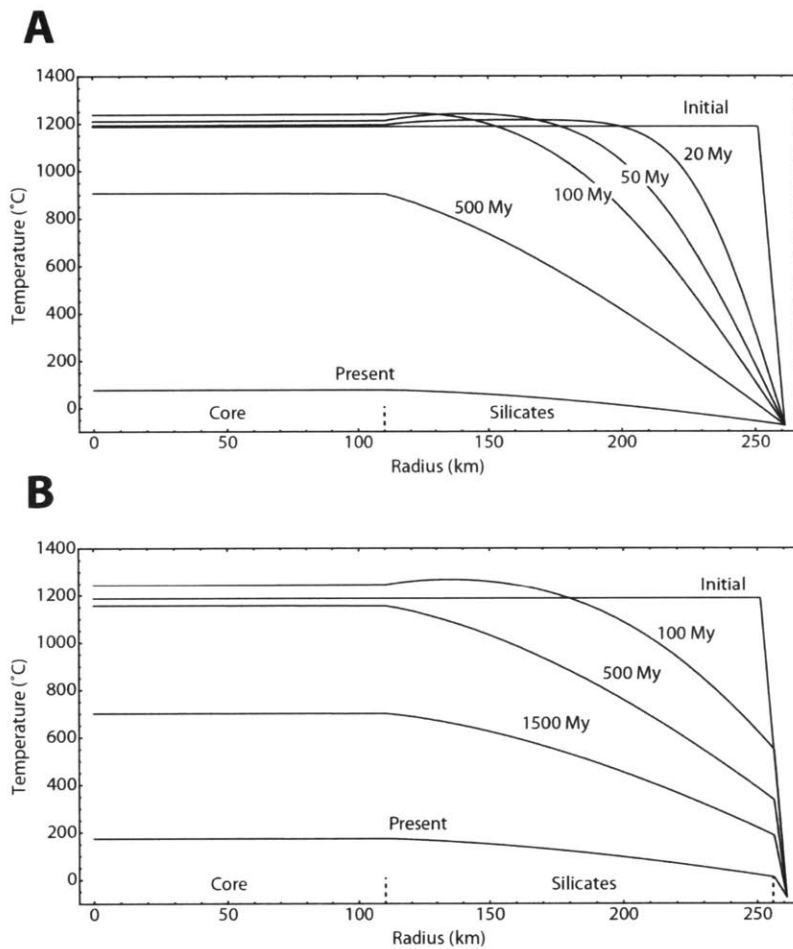 A
1400
1200
1000
800
600
400
200
0
Temperature (˚C)
Initial
20 My
50 My
100 My
500 My
Present
Core
Silicates
0 50 100 150 200 250
Radius (km)
B
1400
1200
1000
800
600
400
200
0
Temperature (˚C)
Initial
100 My
500 My
1500 My
Present
Core
Silicates
0 50 100 150 200 250
Radius (km)